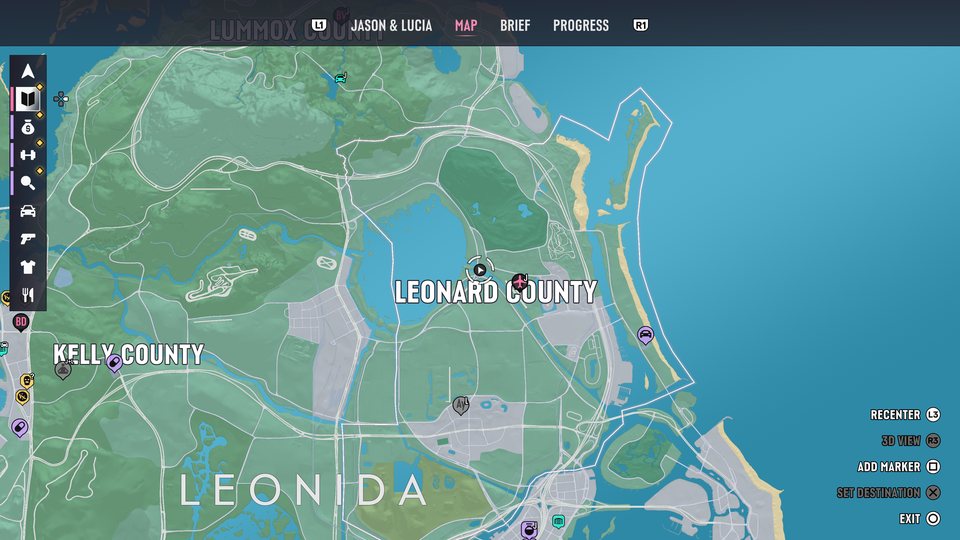 L1 JASON & LUCIA MAP BRIEF PROGRESS R1
LUMMOX COUNTY
LEONARD COUNTY
BD
KELLY COUNTY
LEONIDA
RECENTER L3
3D VIEW R3
ADD MARKER
SET DESTINATION
EXIT